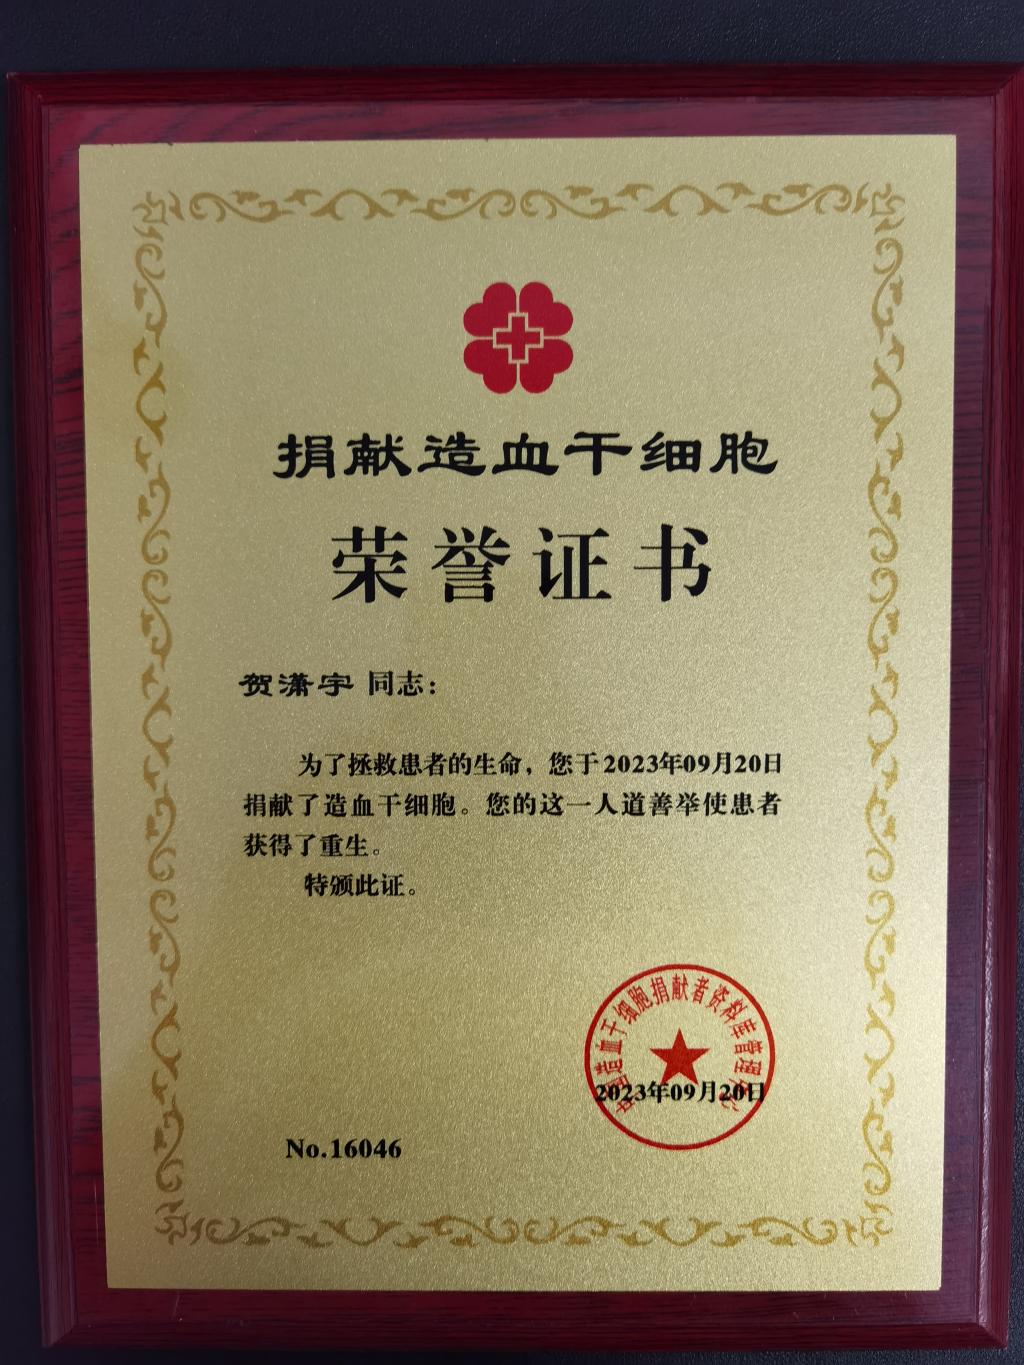 捐献造血干细胞
荣誉证书
贺潇宇 同志：
为了拯救患者的生命，您于2023年09月20日
捐献了造血干细胞。您的这一人道善举使患者
获得了重生。
特颁此证。
中国造血干细胞捐献者资料库管理中心
2023年09月20日
No.16046